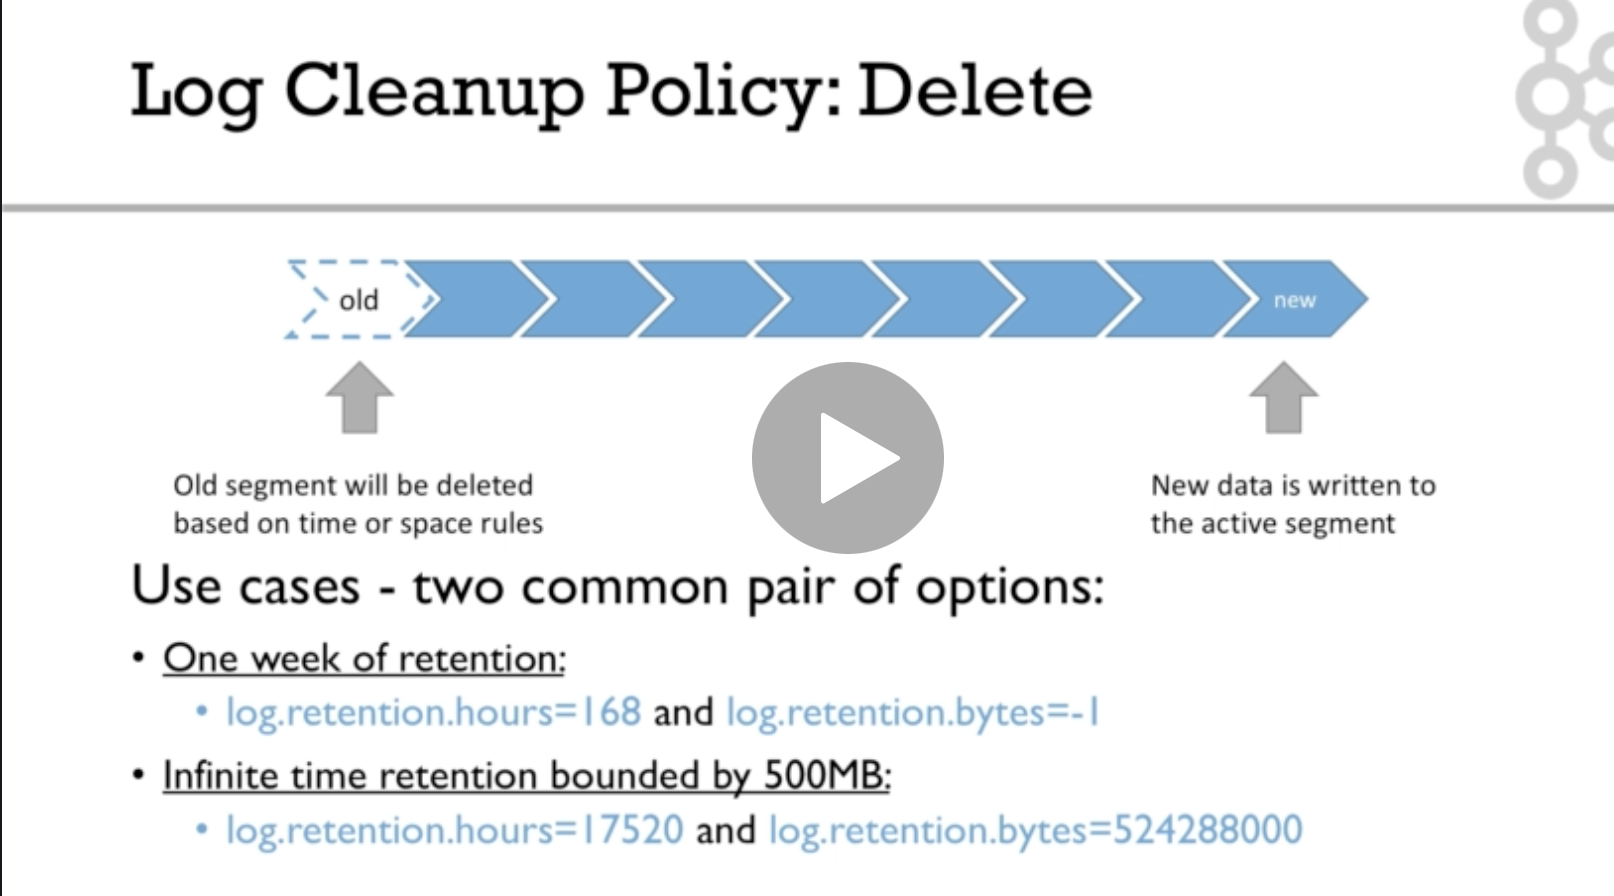 Log Cleanup Policy: Delete
old
new
Old segment will be deleted
based on time or space rules
New data is written to
the active segment
Use cases - two common pair of options:
• One week of retention:
• log.retention.hours=168 and log.retention.bytes=-1
• Infinite time retention bounded by 500MB:
• log.retention.hours=17520 and log.retention.bytes=524288000